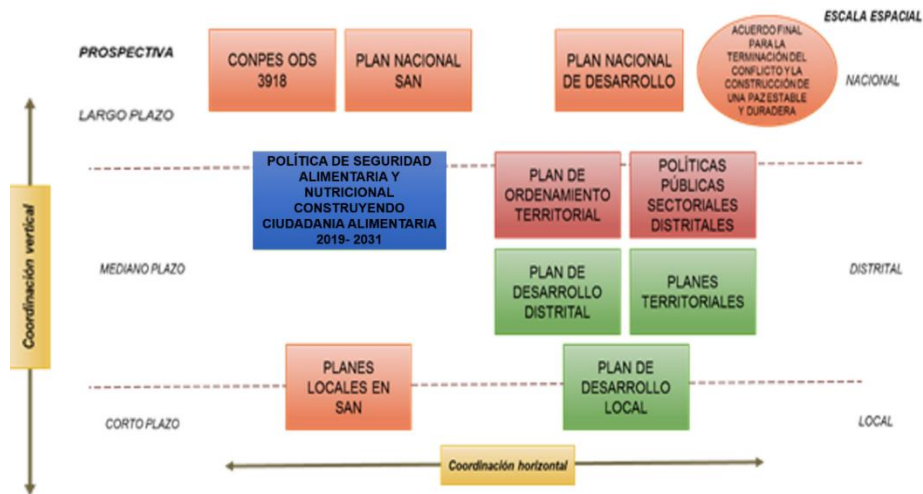 ESCALA ESPACIAL
PROSPECTIVA
CONPES ODS
3918
PLAN NACIONAL
SAN
PLAN NACIONAL
DE DESARROLLO
ACUERDO FINAL
PARA LA
TERMINACIÓN DEL
CONFLICTO Y LA
CONSTRUCCIÓN DE
UNA PAZ ESTABLE
Y DURADERA
NACIONAL
LARGO PLAZO
POLÍTICA DE SEGURIDAD
ALIMENTARIA Y
NUTRICIONAL
CONSTRUYENDO
CIUDADANIA ALIMENTARIA
2019- 2031
PLAN DE
ORDENAMIENTO
TERRITORIAL
POLÍTICAS
PÚBLICAS
SECTORIALES
DISTRITALES
Coordinación vertical
MEDIANO PLAZO
PLAN DE
DESARROLLO
DISTRITAL
PLANES
TERRITORIALES
DISTRITAL
PLANES
LOCALES EN
SAN
PLAN DE
DESARROLLO
LOCAL
CORTO PLAZO
LOCAL
Coordinación horizontal